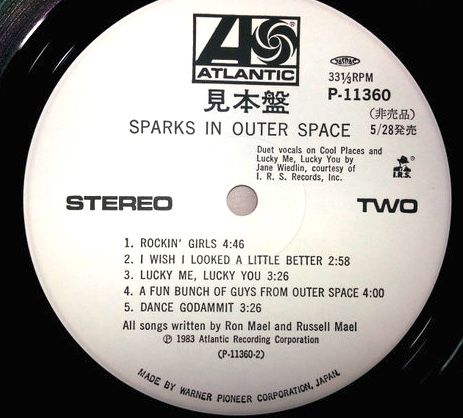 ATLANTIC
JASRAC
33⅓RPM
見本盤
P-11360
(非売品)
SPARKS IN OUTER SPACE
5/28発売
Duet vocals on Cool Places and
Lucky Me, Lucky You by
Jane Wiedlin, courtesy of
I. R. S. Records, Inc.
I.R.S.
®
STEREO
TWO
1. ROCKIN' GIRLS 4:46
2. I WISH I LOOKED A LITTLE BETTER 2:58
3. LUCKY ME, LUCKY YOU 3:26
4. A FUN BUNCH OF GUYS FROM OUTER SPACE 4:00
5. DANCE GODAMMIT 3:26
All songs written by Ron Mael and Russell Mael
Ⓟ 1983 Atlantic Recording Corporation
(P-11360-2)
MADE BY WARNER PIONEER CORPORATION, JAPAN.